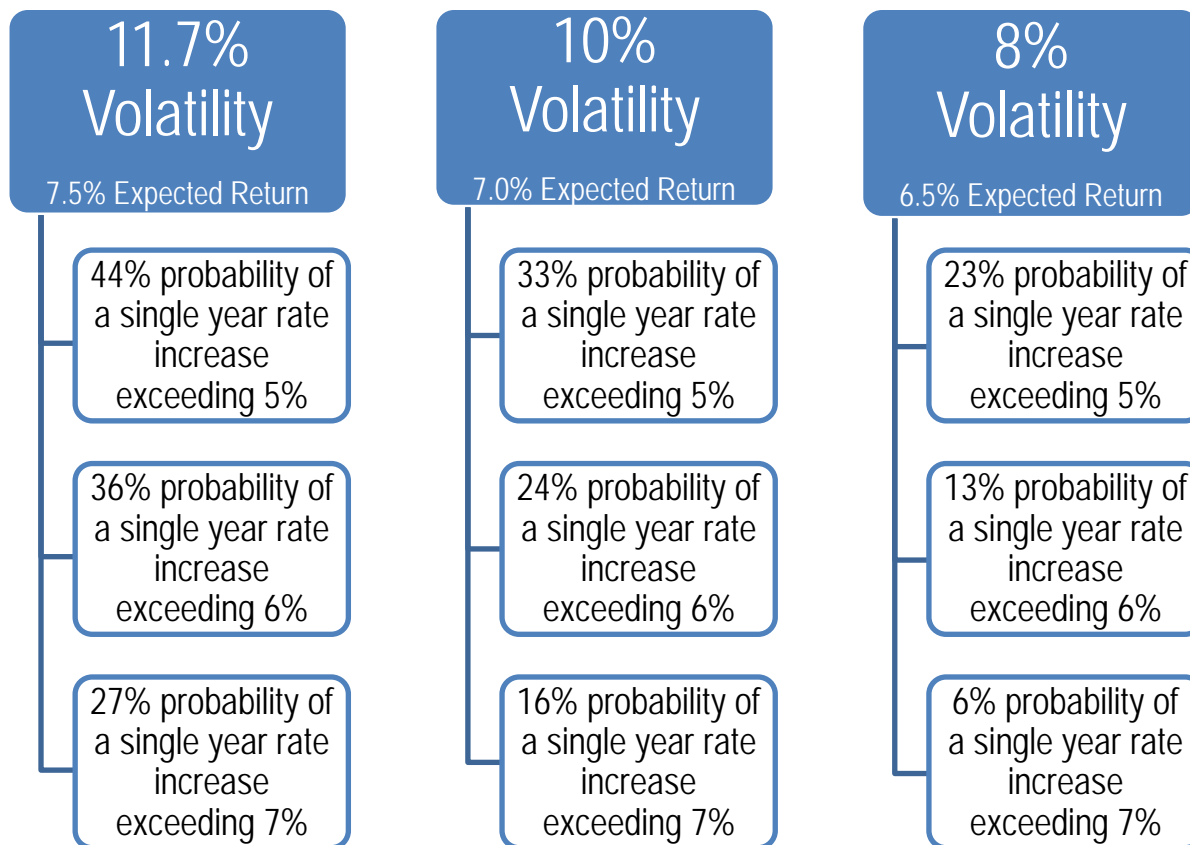 11.7%
Volatility
7.5% Expected Return
44% probability of
a single year rate
increase
exceeding 5%
36% probability of
a single year rate
increase
exceeding 6%
27% probability of
a single year rate
increase
exceeding 7%
10%
Volatility
7.0% Expected Return
33% probability of
a single year rate
increase
exceeding 5%
24% probability of
a single year rate
increase
exceeding 6%
16% probability of
a single year rate
increase
exceeding 7%
8%
Volatility
6.5% Expected Return
23% probability of
a single year rate
increase
exceeding 5%
13% probability of
a single year rate
increase
exceeding 6%
6% probability of
a single year rate
increase
exceeding 7%